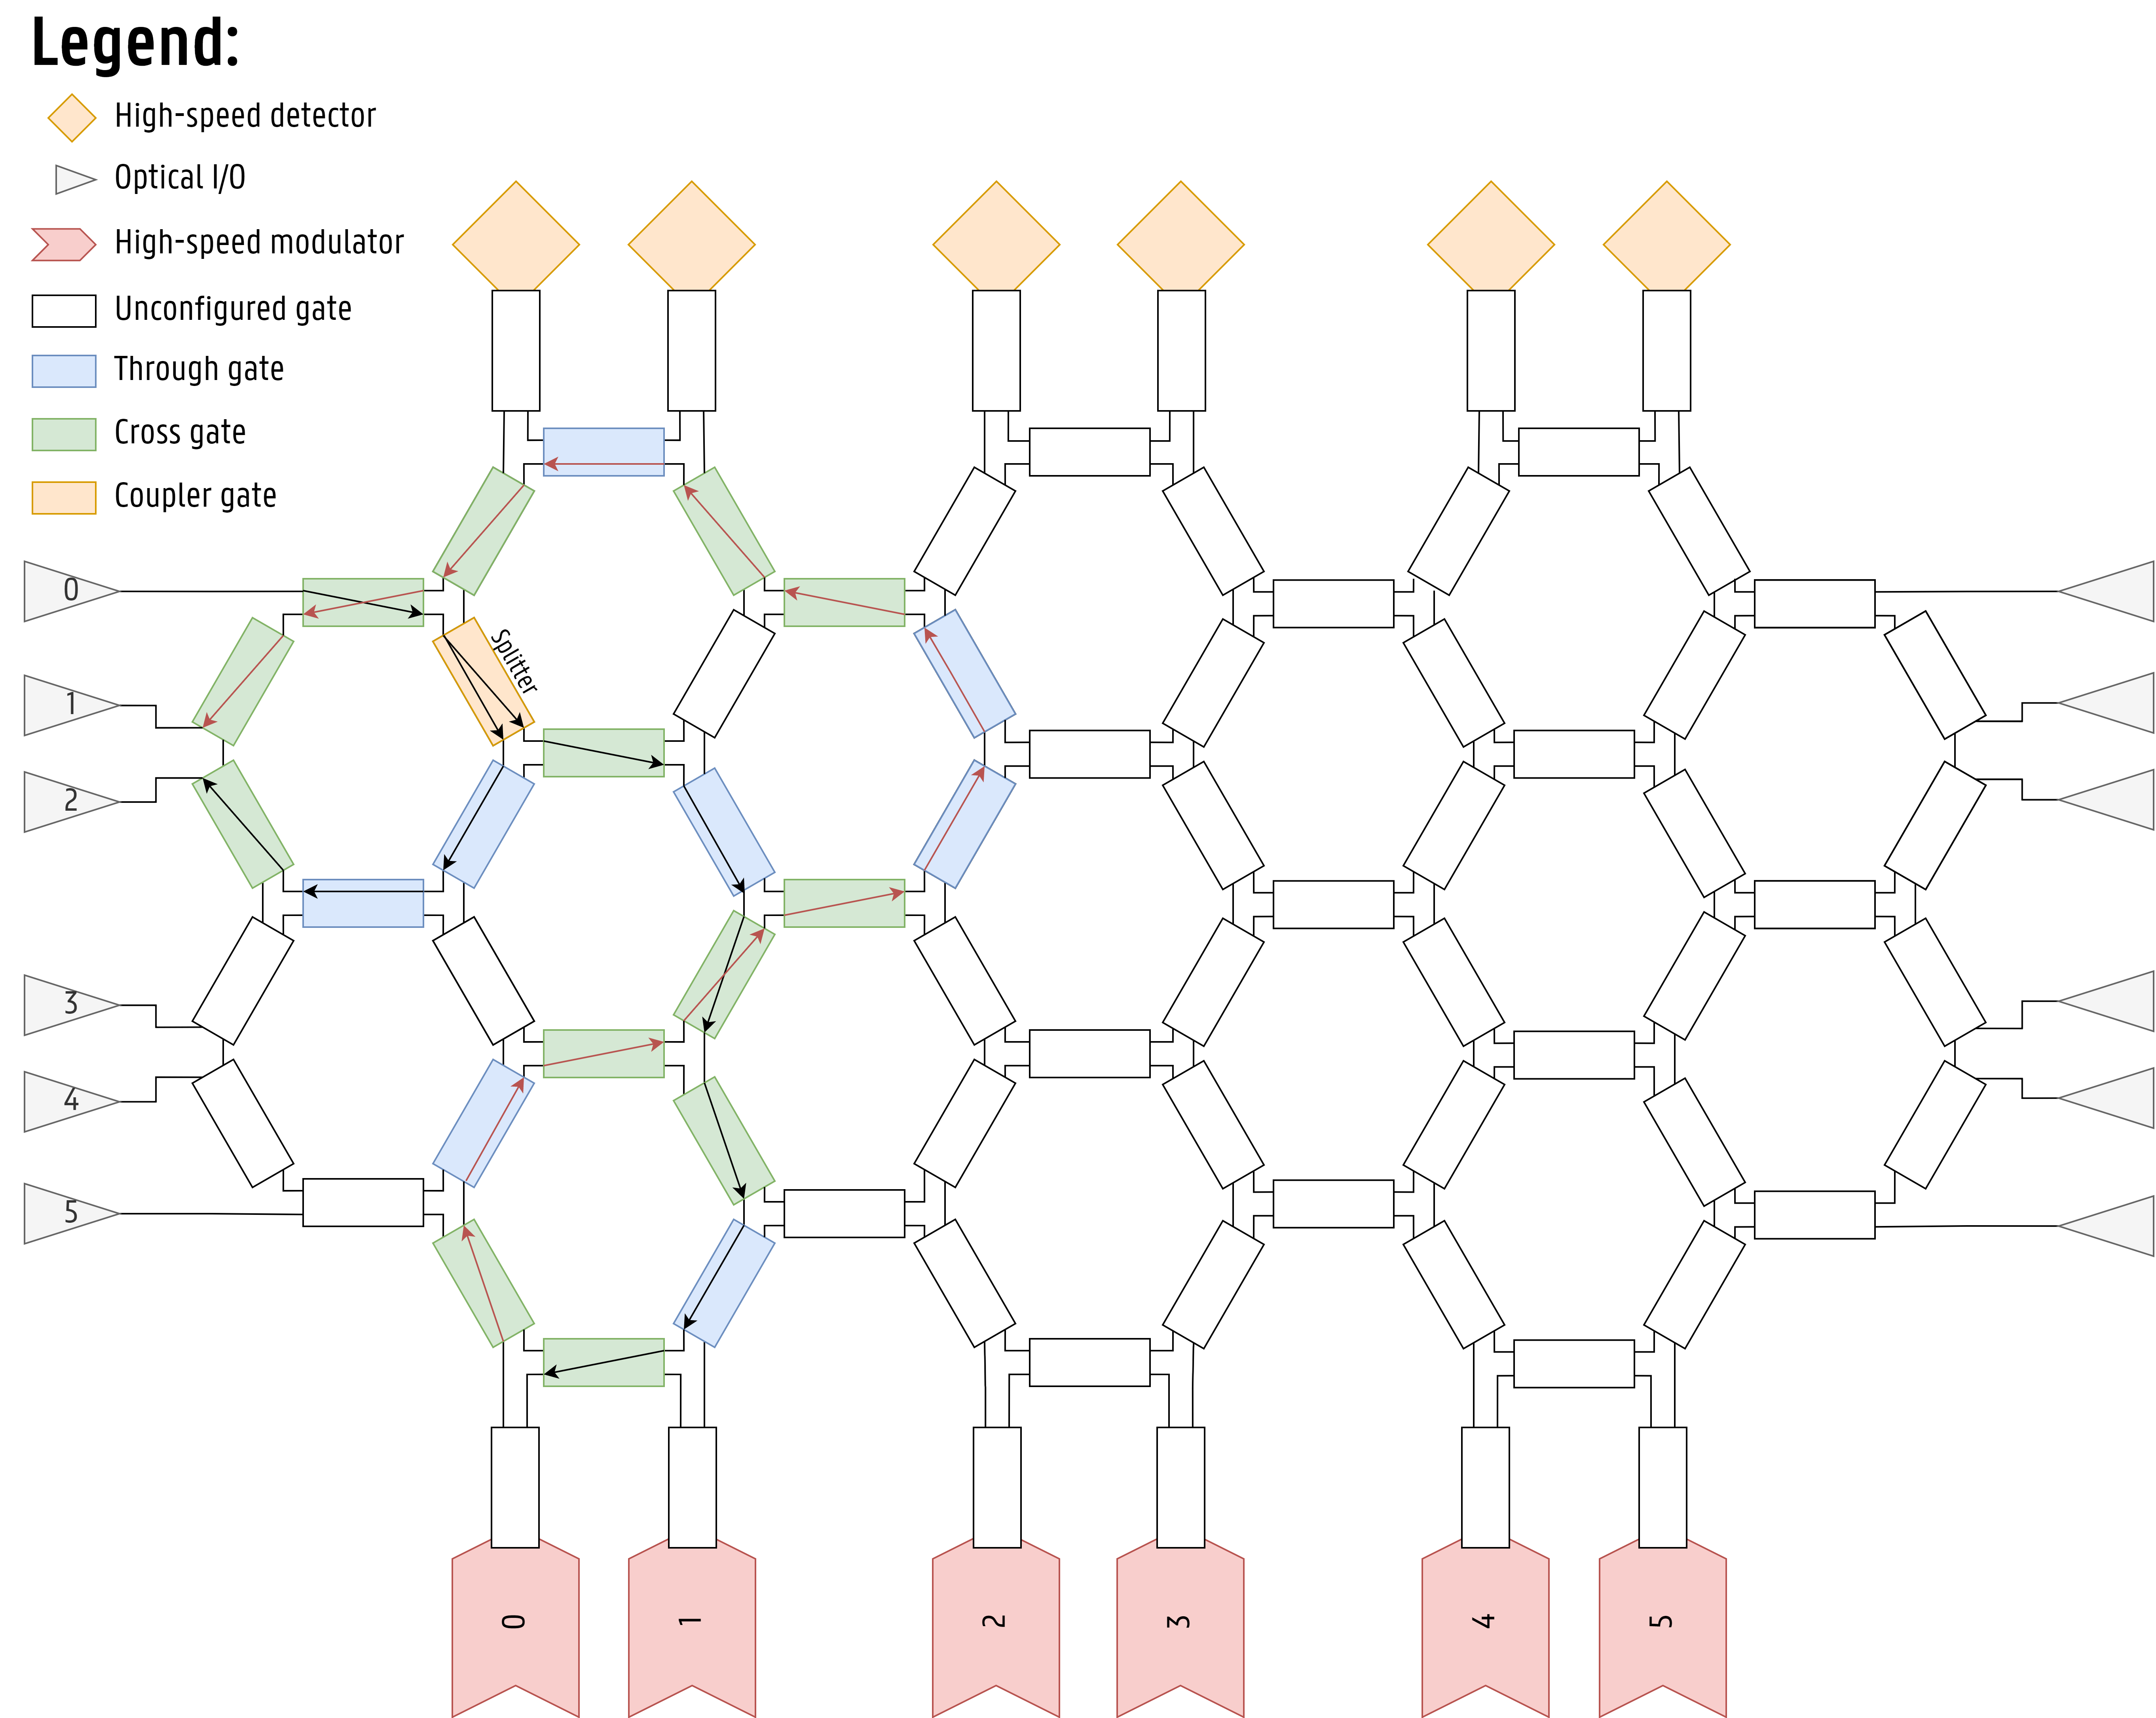 Legend:
High-speed detector
Optical I/O
High-speed modulator
Unconfigured gate
Through gate
Cross gate
Coupler gate
0
Splitter
1
2
3
4
5
0
1
2
3
4
5